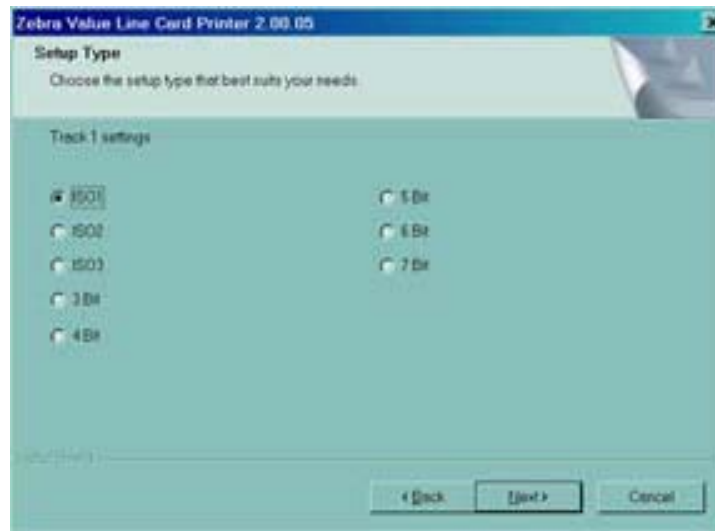 Zebra Value Line Card Printer 2.00.05
Setup Type
Choose the setup type that best suits your needs.
Track 1 settings
ISO1
ISO2
ISO3
3 Bit
4 Bit
5 Bit
6 Bit
7 Bit
< Back
Next >
Cancel